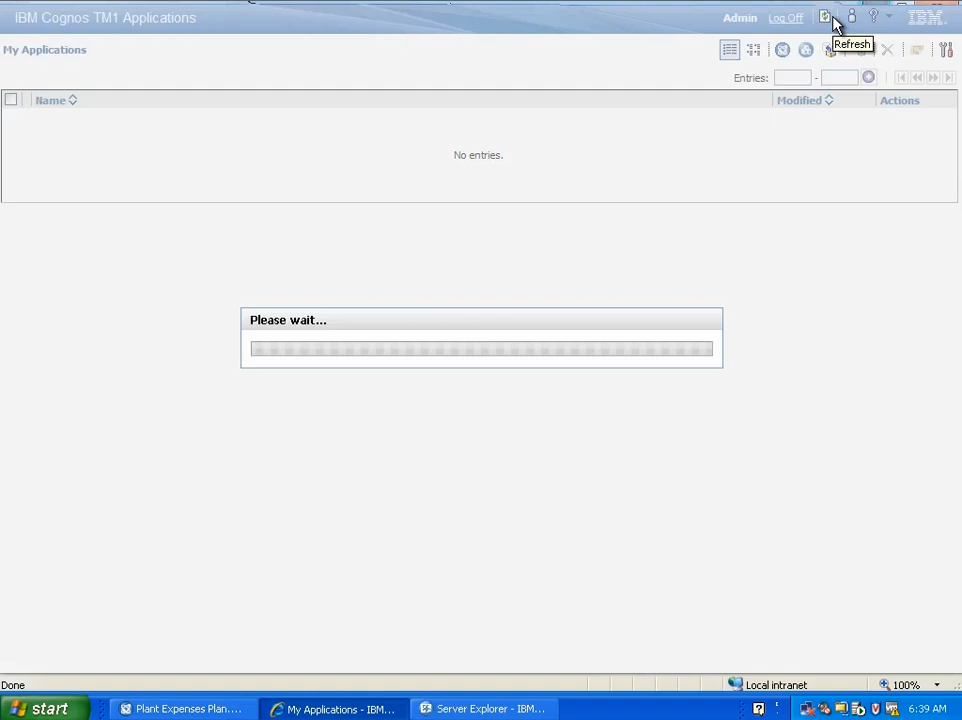 IBM Cognos TM1 Applications
Admin
Log Off
IBM.
Refresh
My Applications
Entries:
-
Name
Modified
Actions
No entries.
Please wait...
Done
Local intranet
100%
start
Plant Expenses Plan....
My Applications - IBM...
Server Explorer - IBM...
6:39 AM